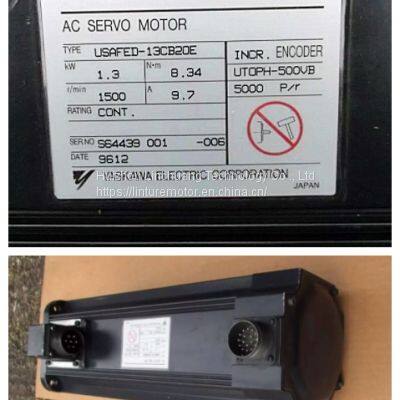 AC SERVO MOTOR
TYPE USAFED-13CB20E INCR. ENCODER
kW 1.3 N·m 8.34 UTOPH-500VB
r/min 1500 A 9.7 5000 P/r
RATING CONT.
SER NO S64439 001 -006
DATE 9612
YASKAWA ELECTRIC CORPORATION
JAPAN
https://linturemotor.en.china.cn/